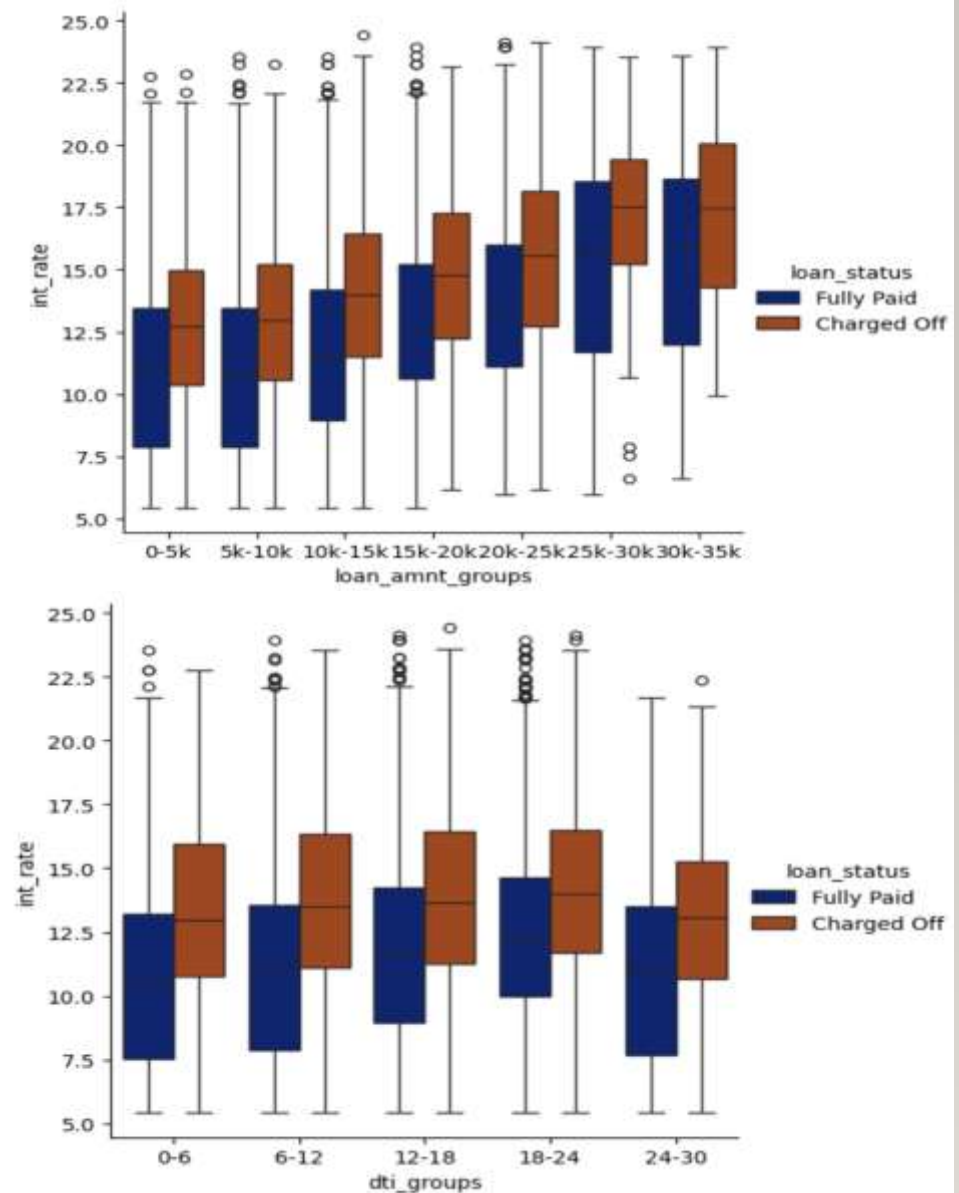 25.0
22.5
20.0
17.5
15.0
12.5
10.0
7.5
5.0
int_rate
0-5k 5k-10k 10k-15k 15k-20k 20k-25k 25k-30k 30k-35k
loan_amnt_groups
loan_status
Fully Paid
Charged Off
25.0
22.5
20.0
17.5
15.0
12.5
10.0
7.5
5.0
int_rate
0-6 6-12 12-18 18-24 24-30
dti_groups
loan_status
Fully Paid
Charged Off